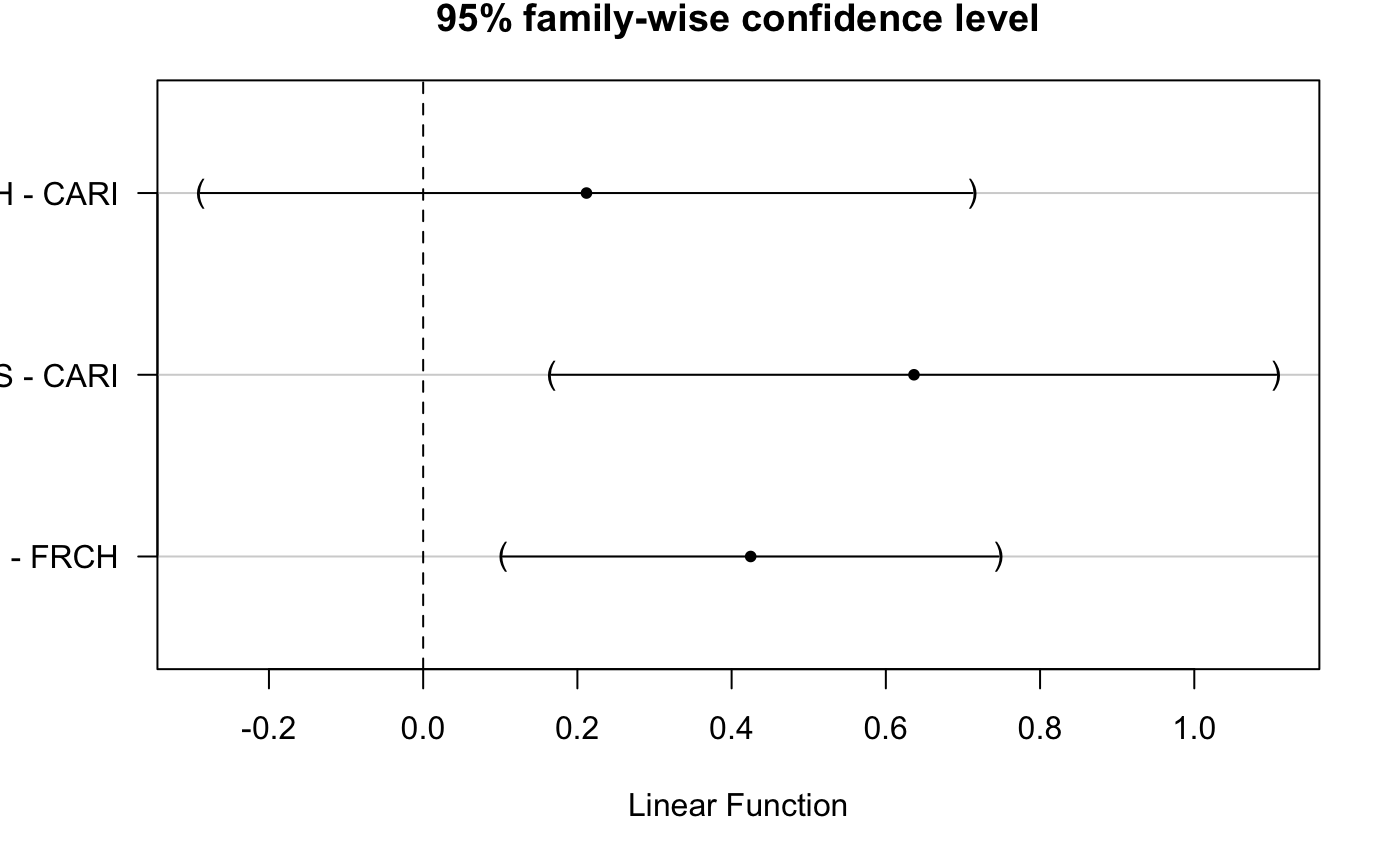 95% family-wise confidence level
H - CARI
S - CARI
- FRCH
-0.2 0.0 0.2 0.4 0.6 0.8 1.0
Linear Function